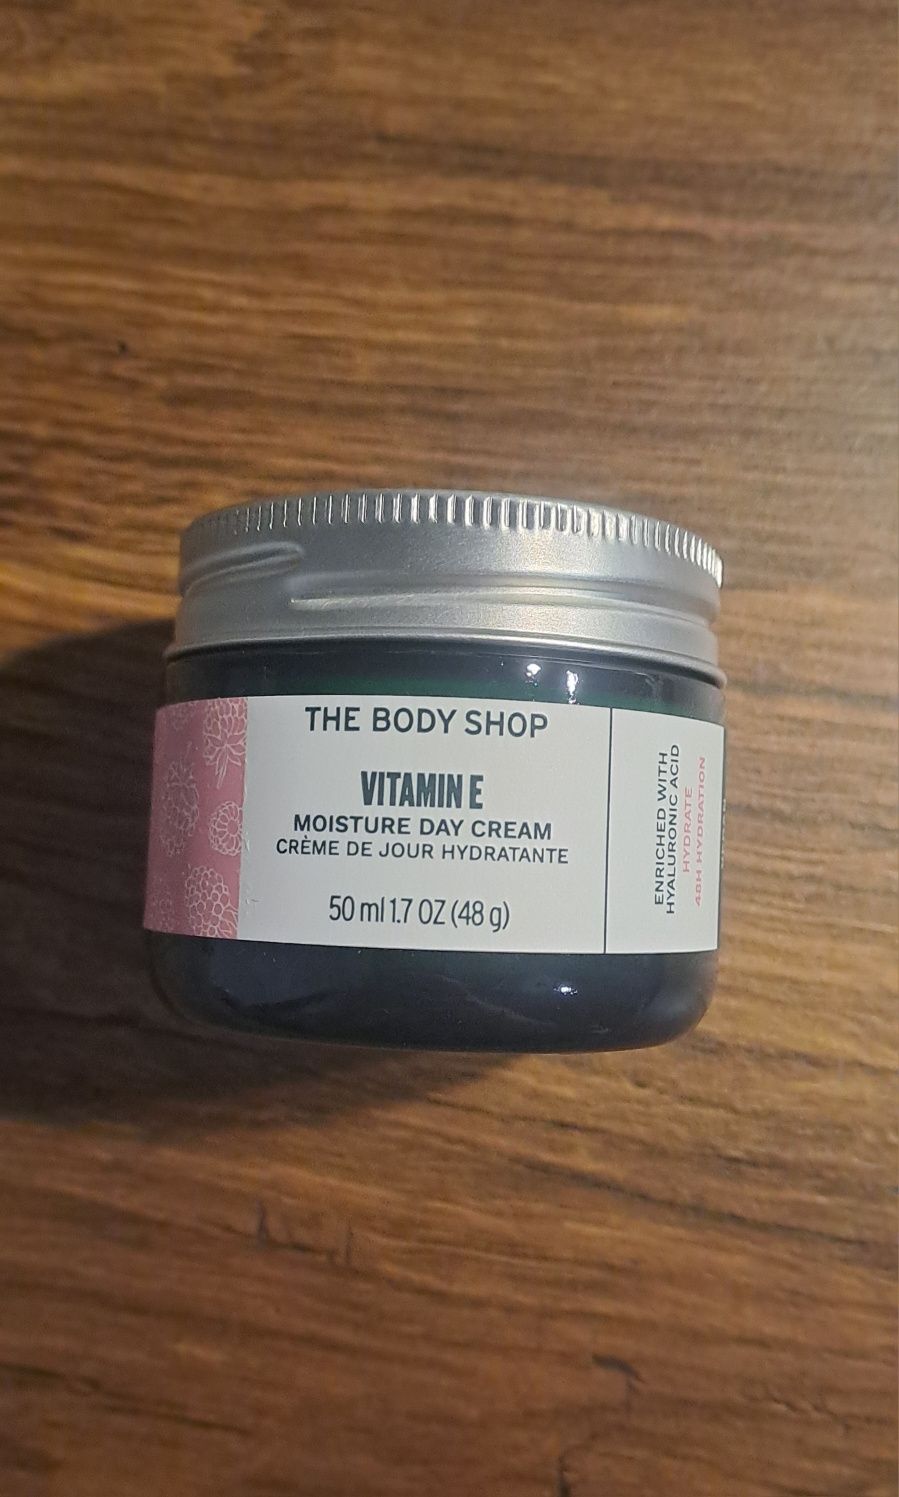 THE BODY SHOP
VITAMIN E
MOISTURE DAY CREAM
CRÈME DE JOUR HYDRATANTE
50 ml 1.7 OZ (48 g)
ENRICHED WITH
HYALURONIC ACID
HYDRATE
48H HYDRATION